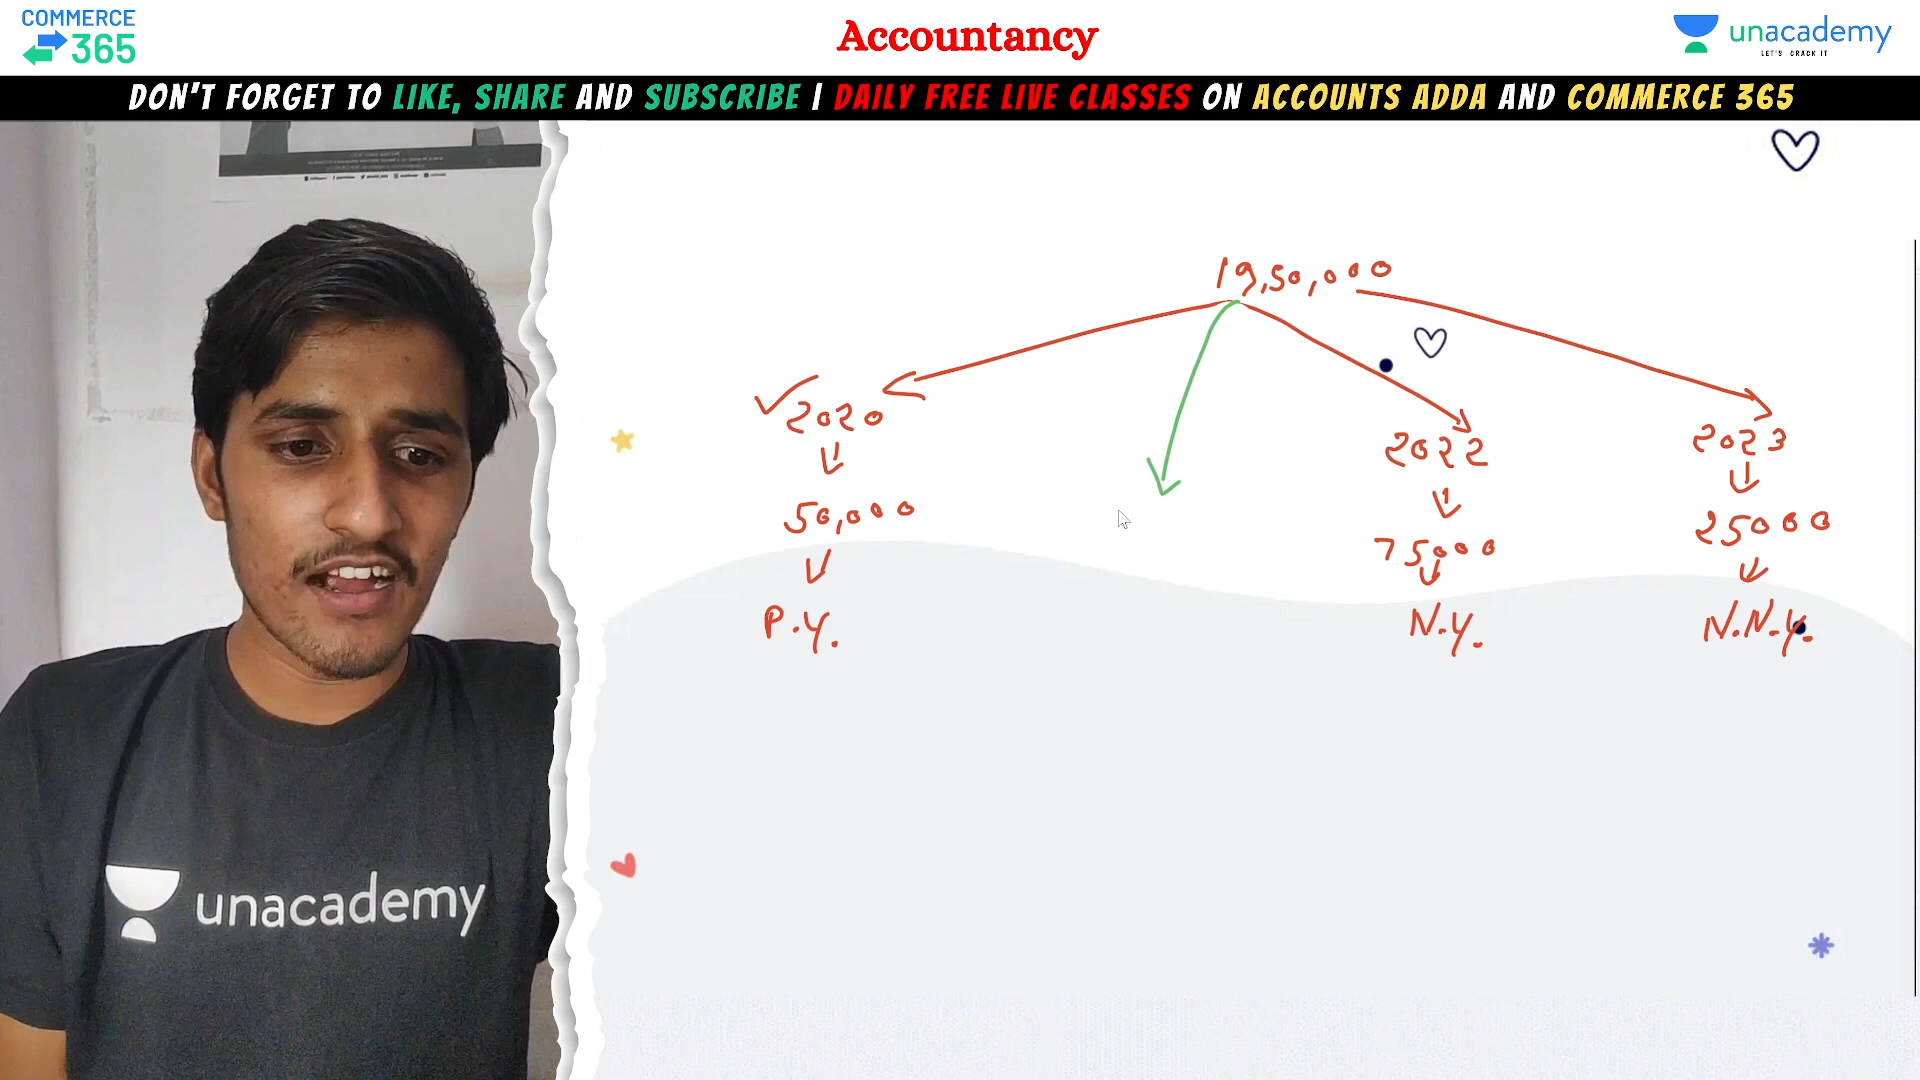 COMMERCE
365
Accountancy
unacademy
LET'S CRACK IT
DON'T FORGET TO LIKE, SHARE AND SUBSCRIBE | DAILY FREE LIVE CLASSES ON ACCOUNTS ADDA AND COMMERCE 365
19,50,000
2020
2022
2023
50,000
75000
25000
P.Y.
N.Y.
N.N.Y.
unacademy